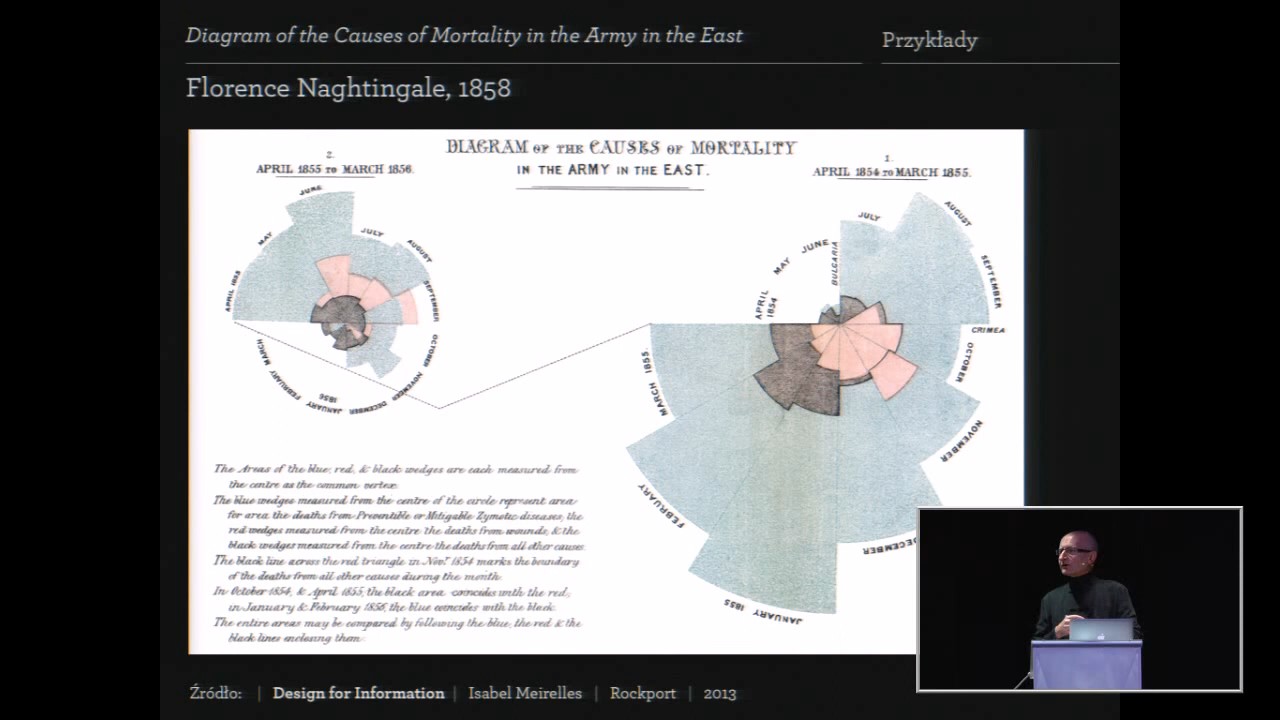 Diagram of the Causes of Mortality in the Army in the East
Przykłady
Florence Naghtingale, 1858
DIAGRAM OF THE CAUSES OF MORTALITY
IN THE ARMY IN THE EAST.
2.
APRIL 1855 TO MARCH 1856.
1.
APRIL 1854 TO MARCH 1855.
JUNE
JULY
AUGUST
MAY
SEPTEMBER
APRIL 1855
OCTOBER
NOVEMBER
DECEMBER
JANUARY 1856
FEBRUARY
MARCH
JULY
AUGUST
JUNE
BULGARIA
MAY
SEPTEMBER
APRIL 1854
CRIMEA
OCTOBER
NOVEMBER
DECEMBER
JANUARY 1855
FEBRUARY
MARCH 1855
The Areas of the blue, red, & black wedges are each measured from
the centre as the common vertex.
The blue wedges measured from the centre of the circle represent area
for area the deaths from Preventible or Mitigable Zymotic diseases, the
red wedges measured from the centre the deaths from wounds, & the
black wedges measured from the centre the deaths from all other causes.
The black line across the red triangle in Novr. 1854 marks the boundary
of the deaths from all other causes during the month.
In October 1854, & April 1855, the black area coincides with the red;
in January & February 1856, the blue coincides with the black.
The entire areas may be compared by following the blue, the red & the
black lines enclosing them.
Źródło: | Design for Information | Isabel Meirelles | Rockport | 2013